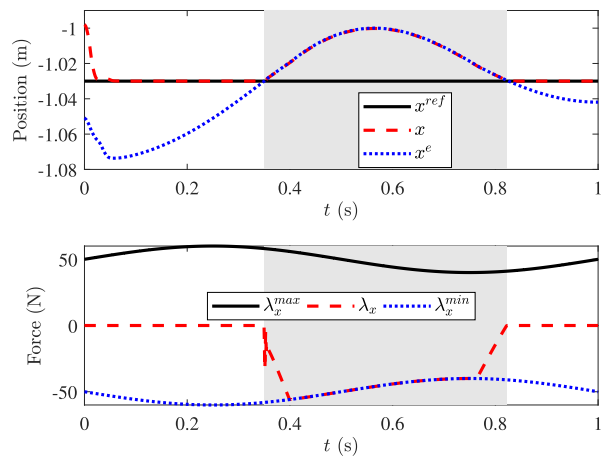 -1
-1.02
-1.04
-1.06
-1.08
Position (m)
x^{ref}
x
x^e
0 0.2 0.4 0.6 0.8 1
t (s)
50
0
-50
Force (N)
λ_x^{max} λ_x λ_x^{min}
0 0.2 0.4 0.6 0.8 1
t (s)